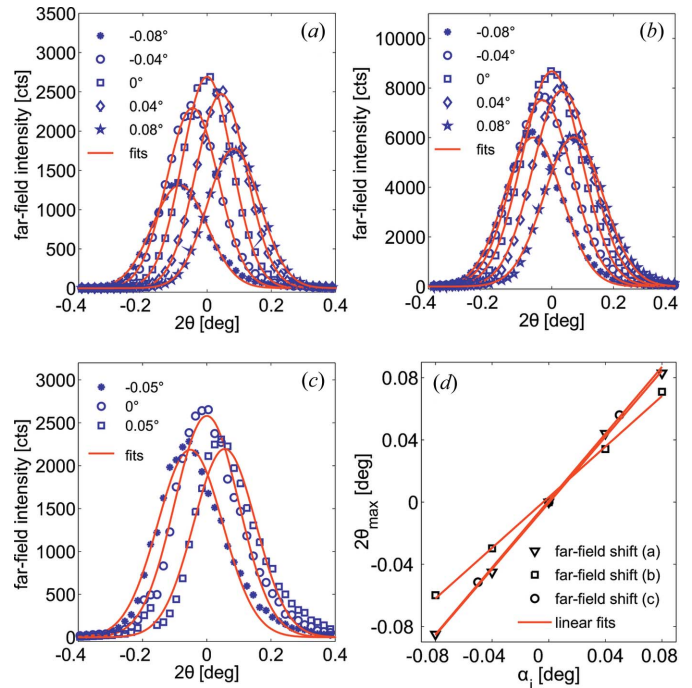 (a)
-0.08°
-0.04°
0°
0.04°
0.08°
fits
far-field intensity [cts]
3000
2500
2000
1500
1000
500
0
-0.4 -0.2 0 0.2 0.4
2θ [deg]
(b)
-0.08°
-0.04°
0°
0.04°
0.08°
fits
far-field intensity [cts]
10000
8000
6000
4000
2000
0
-0.4 -0.2 0 0.2 0.4
2θ [deg]
(c)
-0.05°
0°
0.05°
fits
far-field intensity [cts]
3000
2500
2000
1500
1000
500
0
-0.4 -0.2 0 0.2 0.4
2θ [deg]
(d)
2θmax [deg]
0.08
0.04
0
-0.04
-0.08
far-field shift (a)
far-field shift (b)
far-field shift (c)
linear fits
-0.08 -0.04 0 0.04 0.08
αi [deg]